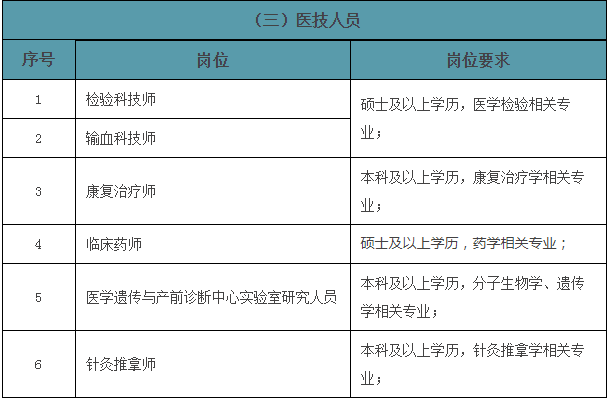 （三）医技人员
序号 岗位 岗位要求
1 检验科技师
硕士及以上学历，医学检验相关专
业；
2 输血科技师
3 康复治疗师
本科及以上学历，康复治疗学相关专
业；
4 临床药师 硕士及以上学历，药学相关专业；
5 医学遗传与产前诊断中心实验室研究人员
本科及以上学历，分子生物学、遗传
学相关专业；
6 针灸推拿师
本科及以上学历，针灸推拿学相关专
业；